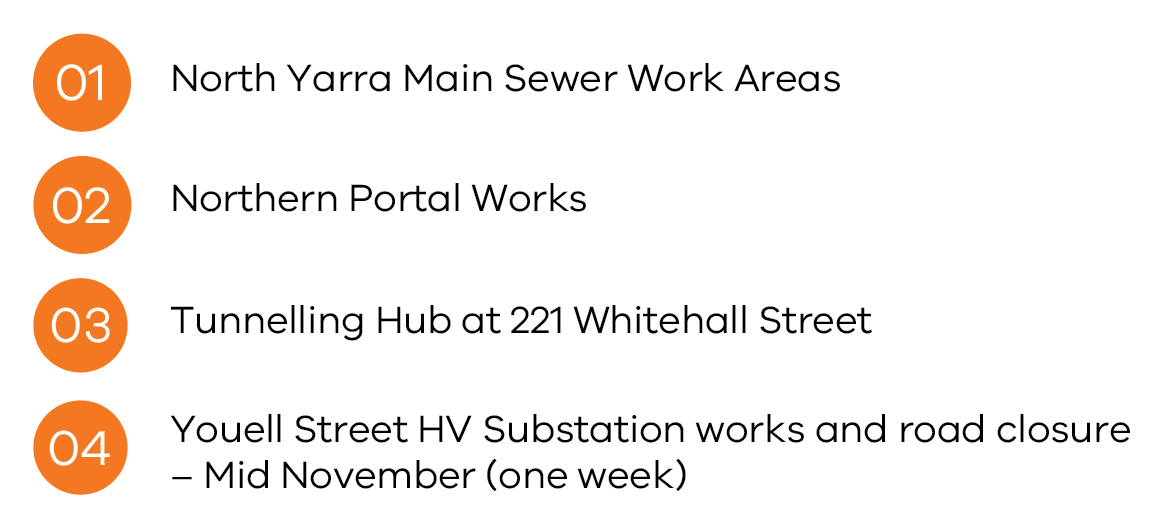 01 North Yarra Main Sewer Work Areas
02 Northern Portal Works
03 Tunnelling Hub at 221 Whitehall Street
04 Youell Street HV Substation works and road closure
– Mid November (one week)